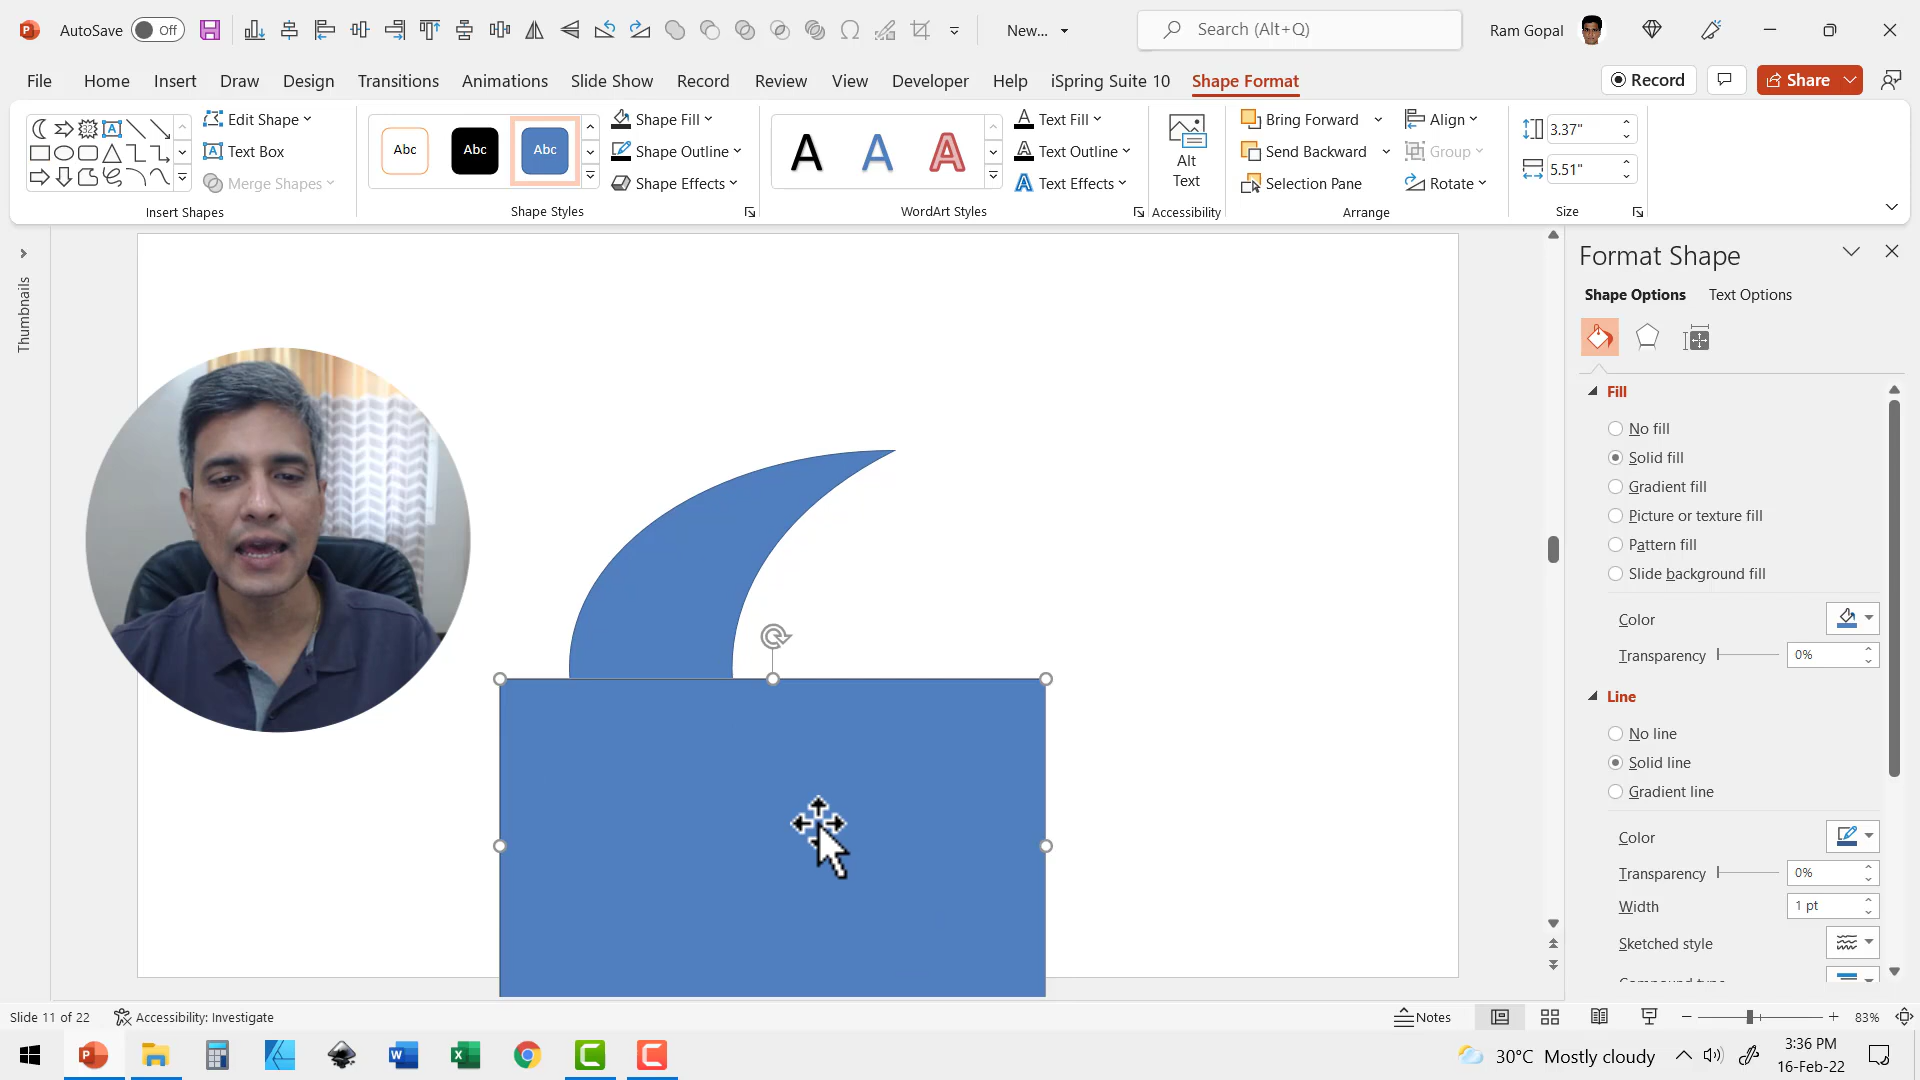 AutoSave Off New... Search (Alt+Q) Ram Gopal
File Home Insert Draw Design Transitions Animations Slide Show Record Review View Developer Help iSpring Suite 10 Shape Format Record Share
Edit Shape
Text Box
Merge Shapes
Insert Shapes
Abc Abc Abc
Shape Fill
Shape Outline
Shape Effects
Shape Styles
A A A
Text Fill
Text Outline
Text Effects
WordArt Styles
Alt
Text
Accessibility
Bring Forward
Send Backward
Selection Pane
Align
Group
Rotate
Arrange
3.37"
5.51"
Size
Thumbnails
Format Shape
Shape Options Text Options
Fill
No fill
Solid fill
Gradient fill
Picture or texture fill
Pattern fill
Slide background fill
Color
Transparency 0%
Line
No line
Solid line
Gradient line
Color
Transparency 0%
Width 1 pt
Sketched style
Slide 11 of 22 Accessibility: Investigate Notes 83%
30°C Mostly cloudy 3:36 PM
16-Feb-22